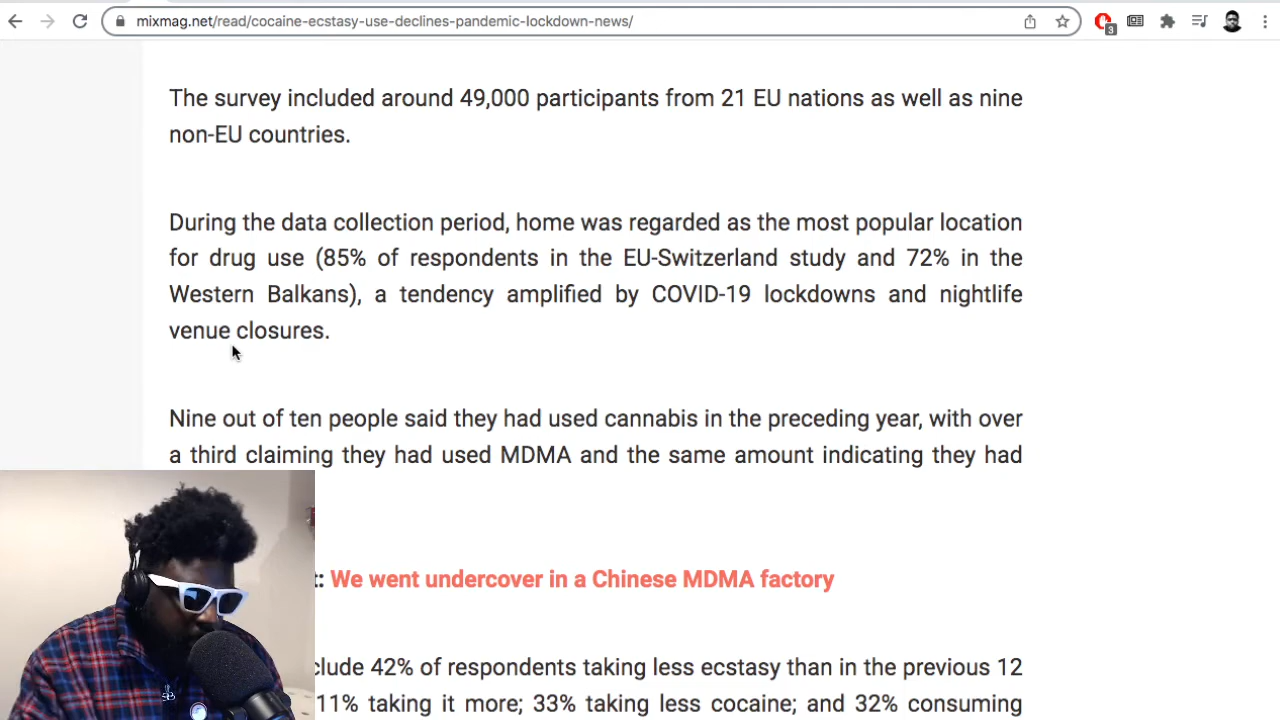 mixmag.net/read/cocaine-ecstasy-use-declines-pandemic-lockdown-news/
3
The survey included around 49,000 participants from 21 EU nations as well as nine
non-EU countries.
During the data collection period, home was regarded as the most popular location
for drug use (85% of respondents in the EU-Switzerland study and 72% in the
Western Balkans), a tendency amplified by COVID-19 lockdowns and nightlife
venue closures.
Nine out of ten people said they had used cannabis in the preceding year, with over
a third claiming they had used MDMA and the same amount indicating they had
: We went undercover in a Chinese MDMA factory
clude 42% of respondents taking less ecstasy than in the previous 12
11% taking it more; 33% taking less cocaine; and 32% consuming